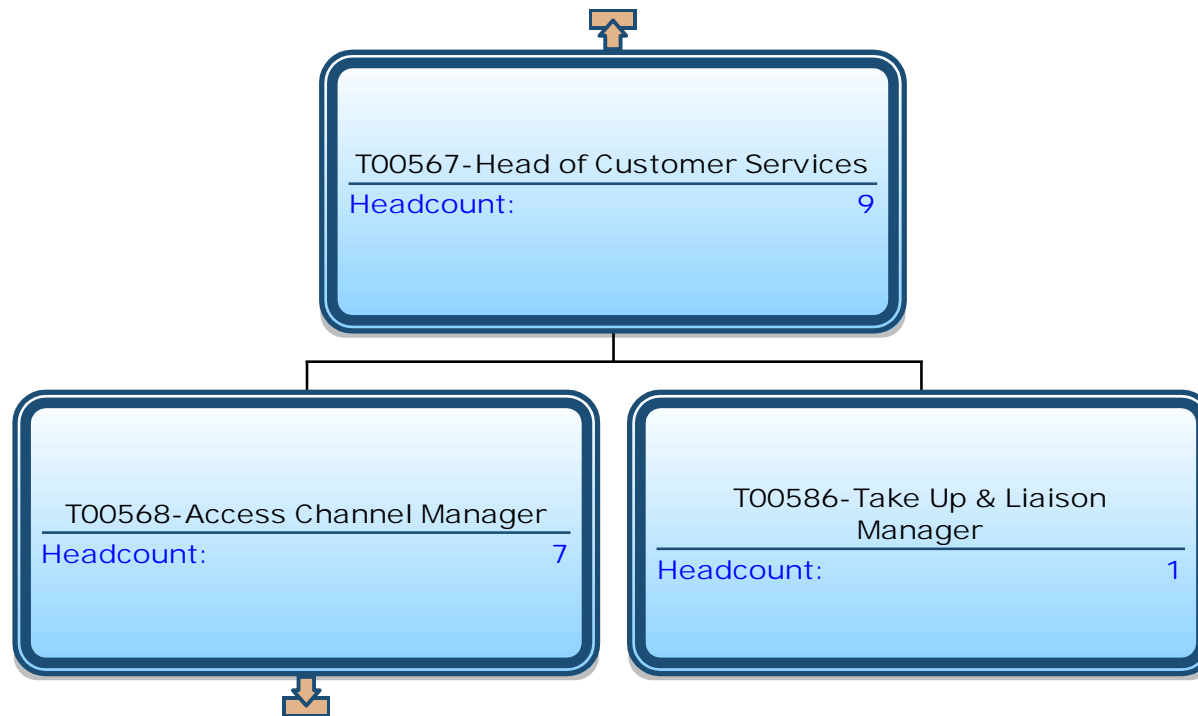 T00567-Head of Customer Services
Headcount: 9
T00568-Access Channel Manager
Headcount: 7
T00586-Take Up & Liaison
Manager
Headcount: 1